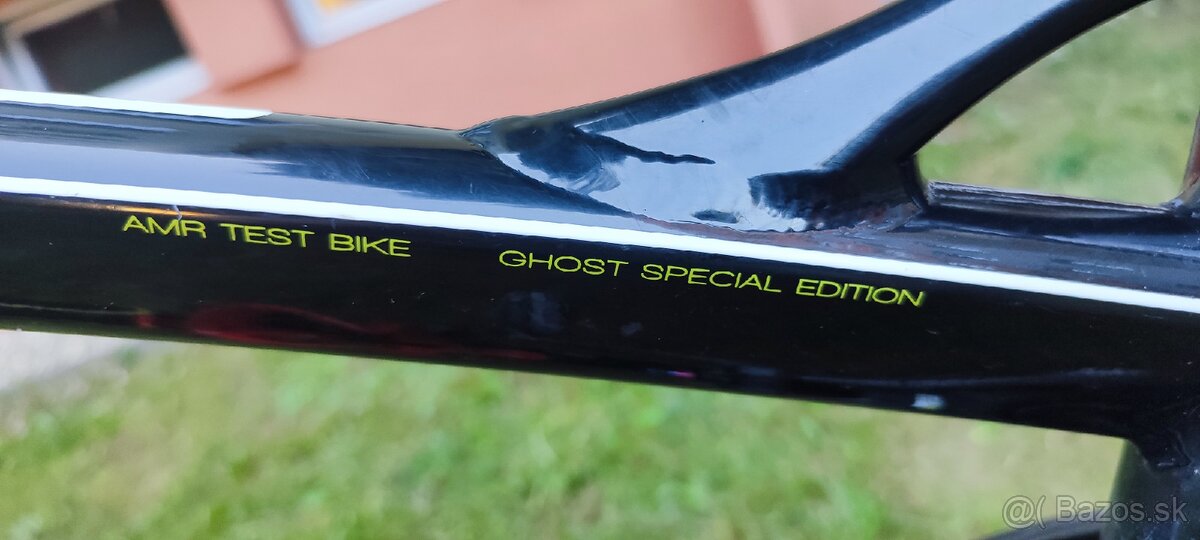 AMR TEST BIKE GHOST SPECIAL EDITION
@( Bazos.sk